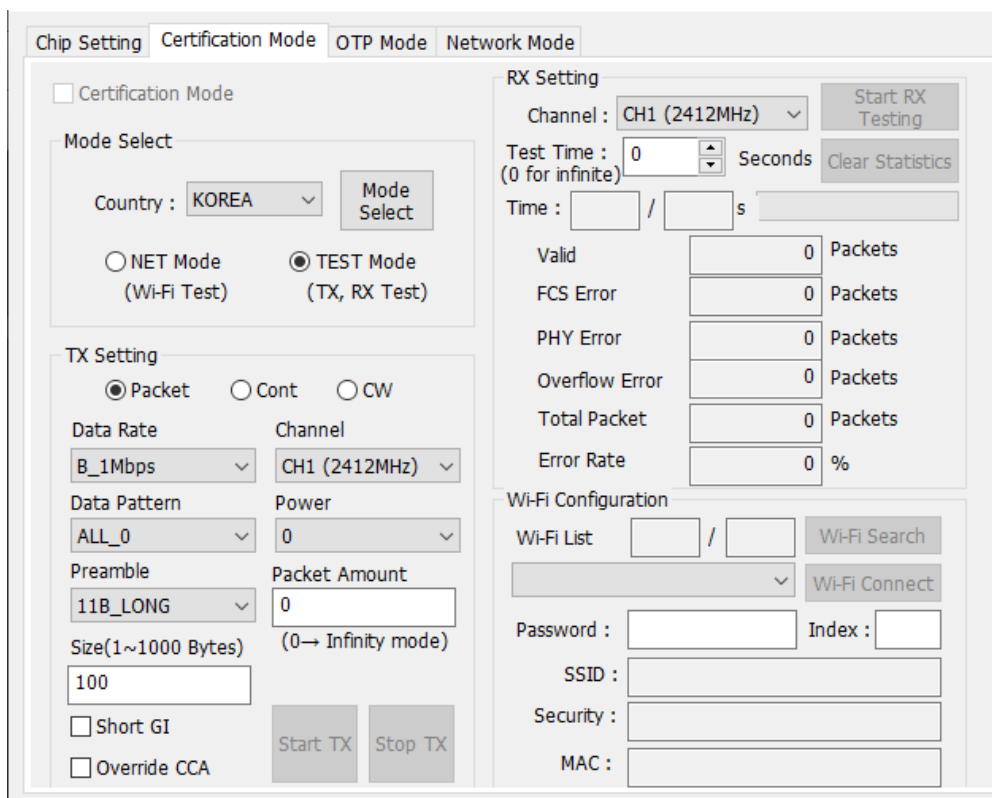 Chip Setting Certification Mode OTP Mode Network Mode
Certification Mode
Mode Select
Country : KOREA
Mode
Select
NET Mode
(Wi-Fi Test)
TEST Mode
(TX, RX Test)
TX Setting
Packet Cont CW
Data Rate
B_1Mbps
Channel
CH1 (2412MHz)
Data Pattern
ALL_0
Power
0
Preamble
11B_LONG
Packet Amount
0
(0→ Infinity mode)
Size(1~1000 Bytes)
100
Short GI
Override CCA
Start TX
Stop TX
RX Setting
Channel : CH1 (2412MHz)
Start RX
Testing
Test Time :
(0 for infinite)
0
Seconds
Clear Statistics
Time : / s
Valid 0 Packets
FCS Error 0 Packets
PHY Error 0 Packets
Overflow Error 0 Packets
Total Packet 0 Packets
Error Rate 0 %
Wi-Fi Configuration
Wi-Fi List / Wi-Fi Search
Wi-Fi Connect
Password : Index :
SSID :
Security :
MAC :